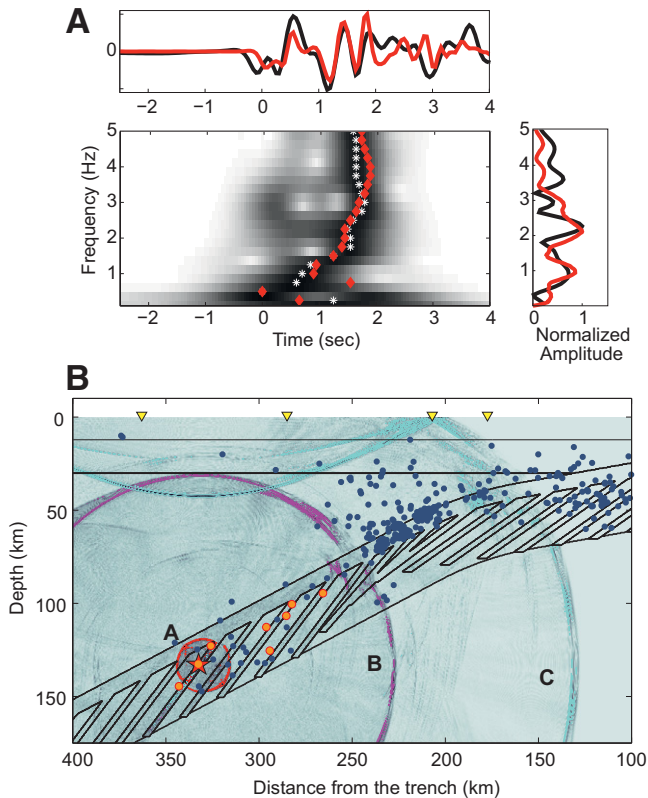 A
0
−2 −1 0 1 2 3 4
5
4
3
2
1
Frequency (Hz)
−2 −1 0 1 2 3 4
Time (sec)
5
4
3
2
1
0 1
Normalized
Amplitude
B
0
50
100
150
Depth (km)
A
B
C
400 350 300 250 200 150 100
Distance from the trench (km)